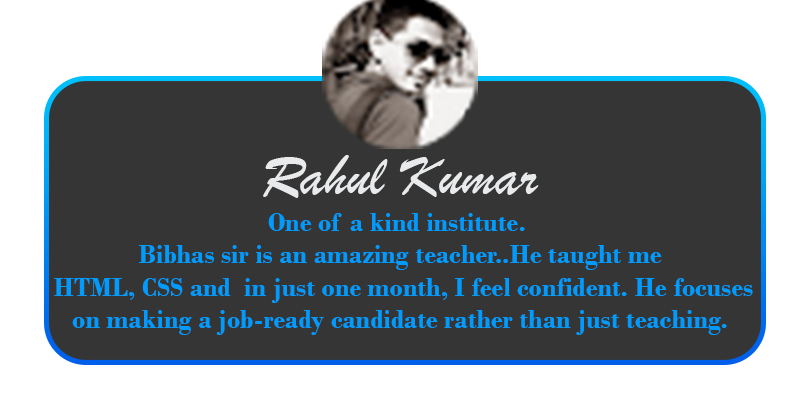 Rahul Kumar
One of a kind institute.
Bibhas sir is an amazing teacher..He taught me
HTML, CSS and in just one month, I feel confident. He focuses
on making a job-ready candidate rather than just teaching.